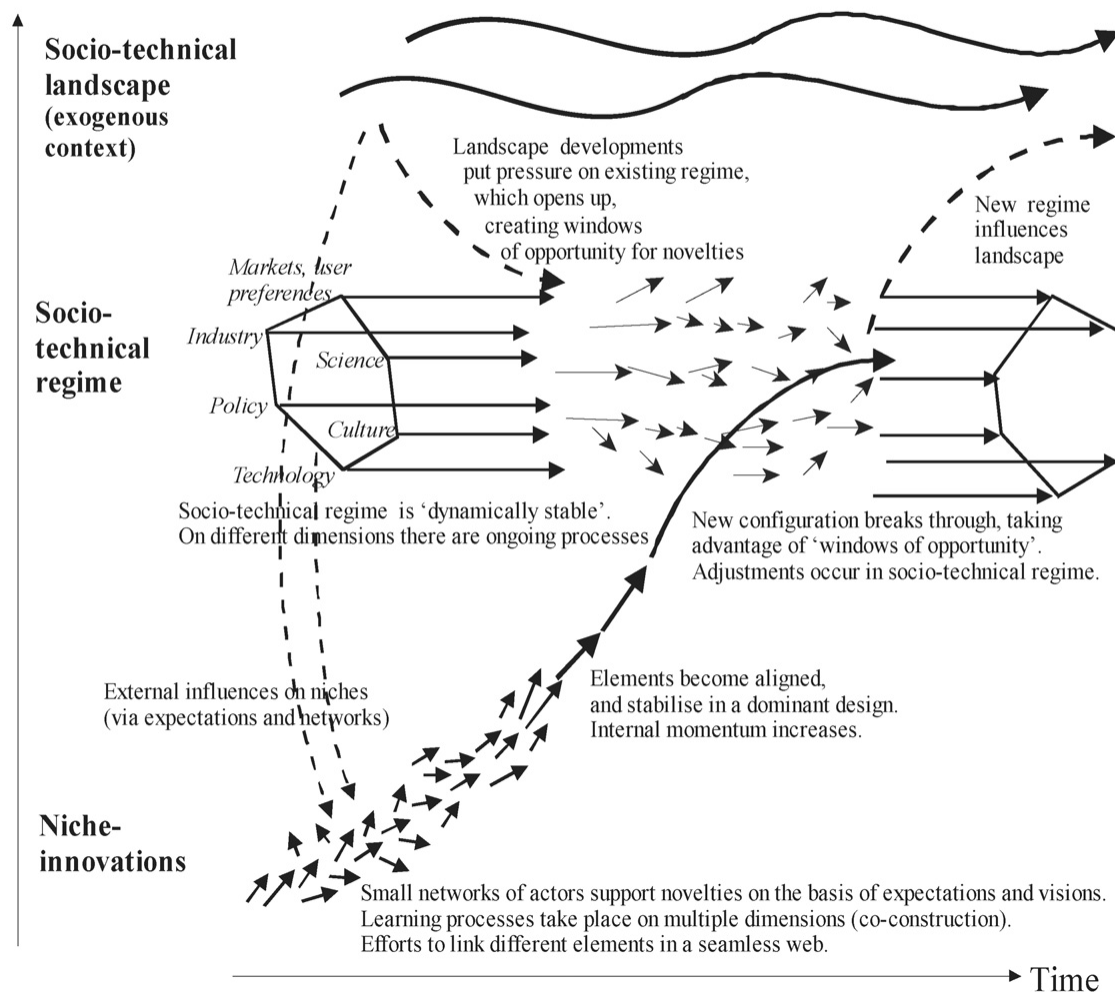 Socio-technical
landscape
(exogenous
context)
Landscape developments
put pressure on existing regime,
which opens up,
creating windows
of opportunity for novelties
New regime
influences
landscape
Markets, user
preferences
Socio-
technical
regime
Industry
Science
Policy
Culture
Technology
Socio-technical regime is ‘dynamically stable’.
On different dimensions there are ongoing processes
New configuration breaks through, taking
advantage of ‘windows of opportunity’.
Adjustments occur in socio-technical regime.
External influences on niches
(via expectations and networks)
Elements become aligned,
and stabilise in a dominant design.
Internal momentum increases.
Niche-
innovations
Small networks of actors support novelties on the basis of expectations and visions.
Learning processes take place on multiple dimensions (co-construction).
Efforts to link different elements in a seamless web.
Time